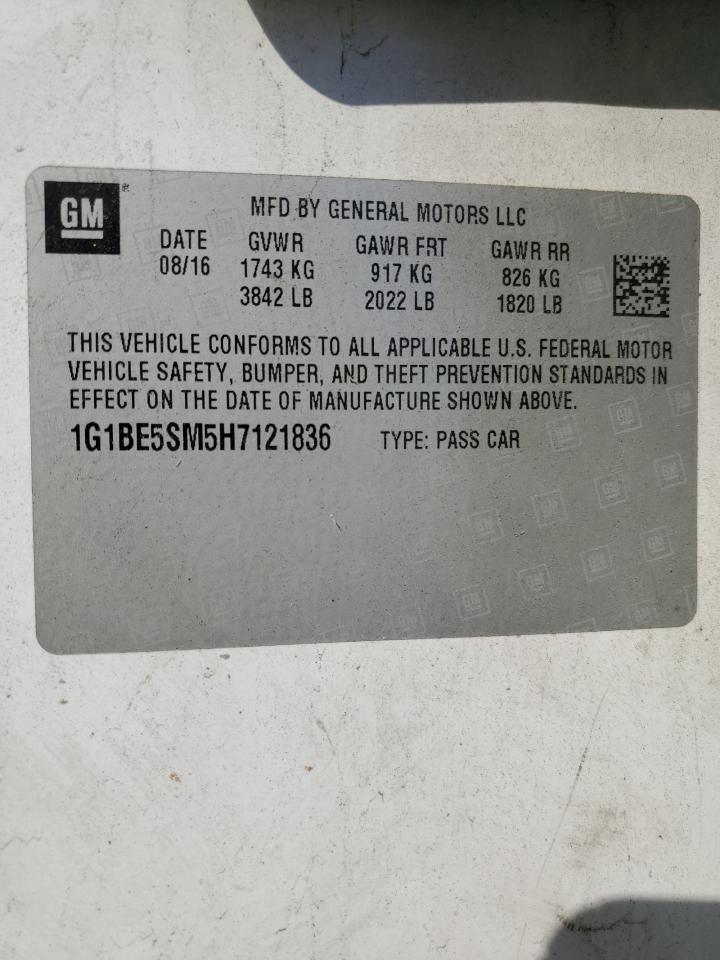 GM
MFD BY GENERAL MOTORS LLC
DATE GVWR GAWR FRT GAWR RR
08/16 1743 KG 917 KG 826 KG
3842 LB 2022 LB 1820 LB
THIS VEHICLE CONFORMS TO ALL APPLICABLE U.S. FEDERAL MOTOR
VEHICLE SAFETY, BUMPER, AND THEFT PREVENTION STANDARDS IN
EFFECT ON THE DATE OF MANUFACTURE SHOWN ABOVE.
1G1BE5SM5H7121836 TYPE: PASS CAR